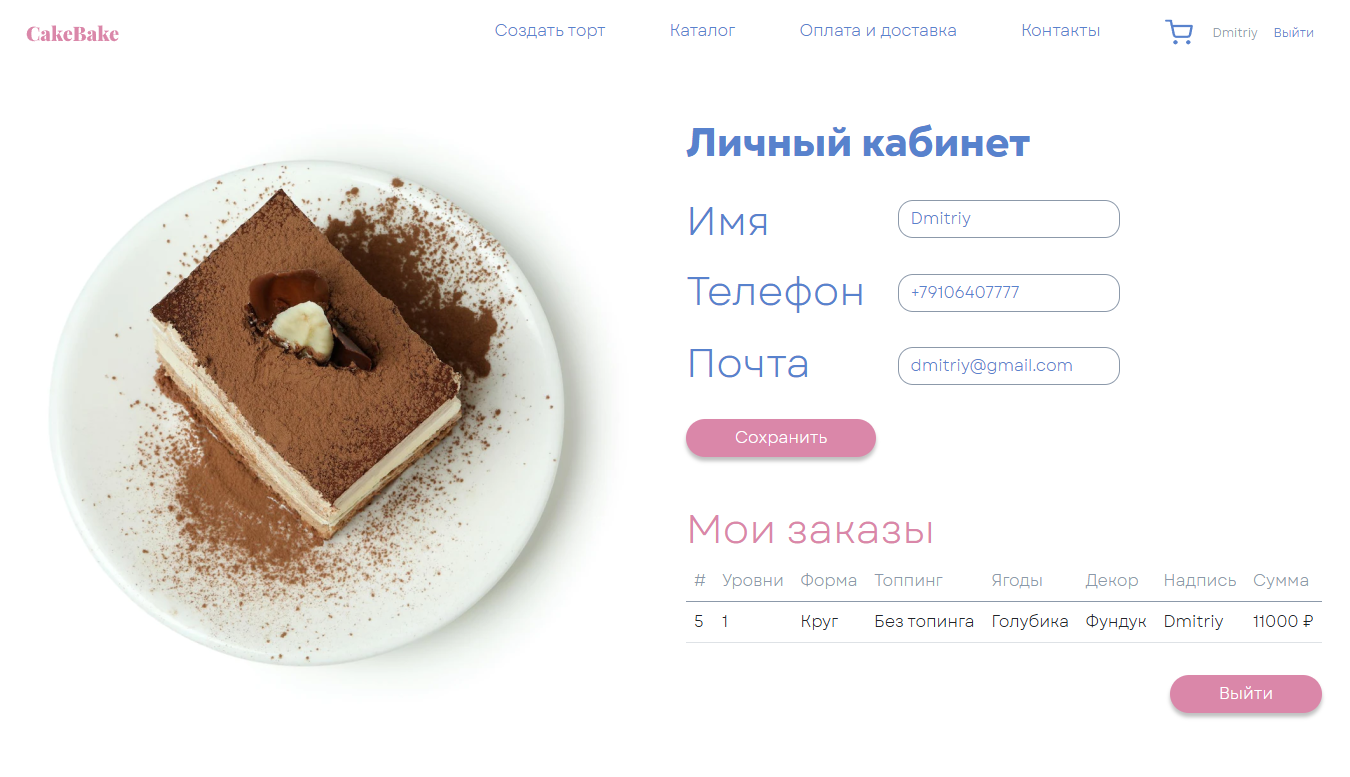 CakeBake
Создать торт Каталог Оплата и доставка Контакты Dmitriy Выйти
Личный кабинет
Имя Dmitriy
Телефон +79106407777
Почта dmitriy@gmail.com
Сохранить
Мои заказы
# Уровни Форма Топпинг Ягоды Декор Надпись Сумма
5 1 Круг Без топинга Голубика Фундук Dmitriy 11000 ₽
Выйти